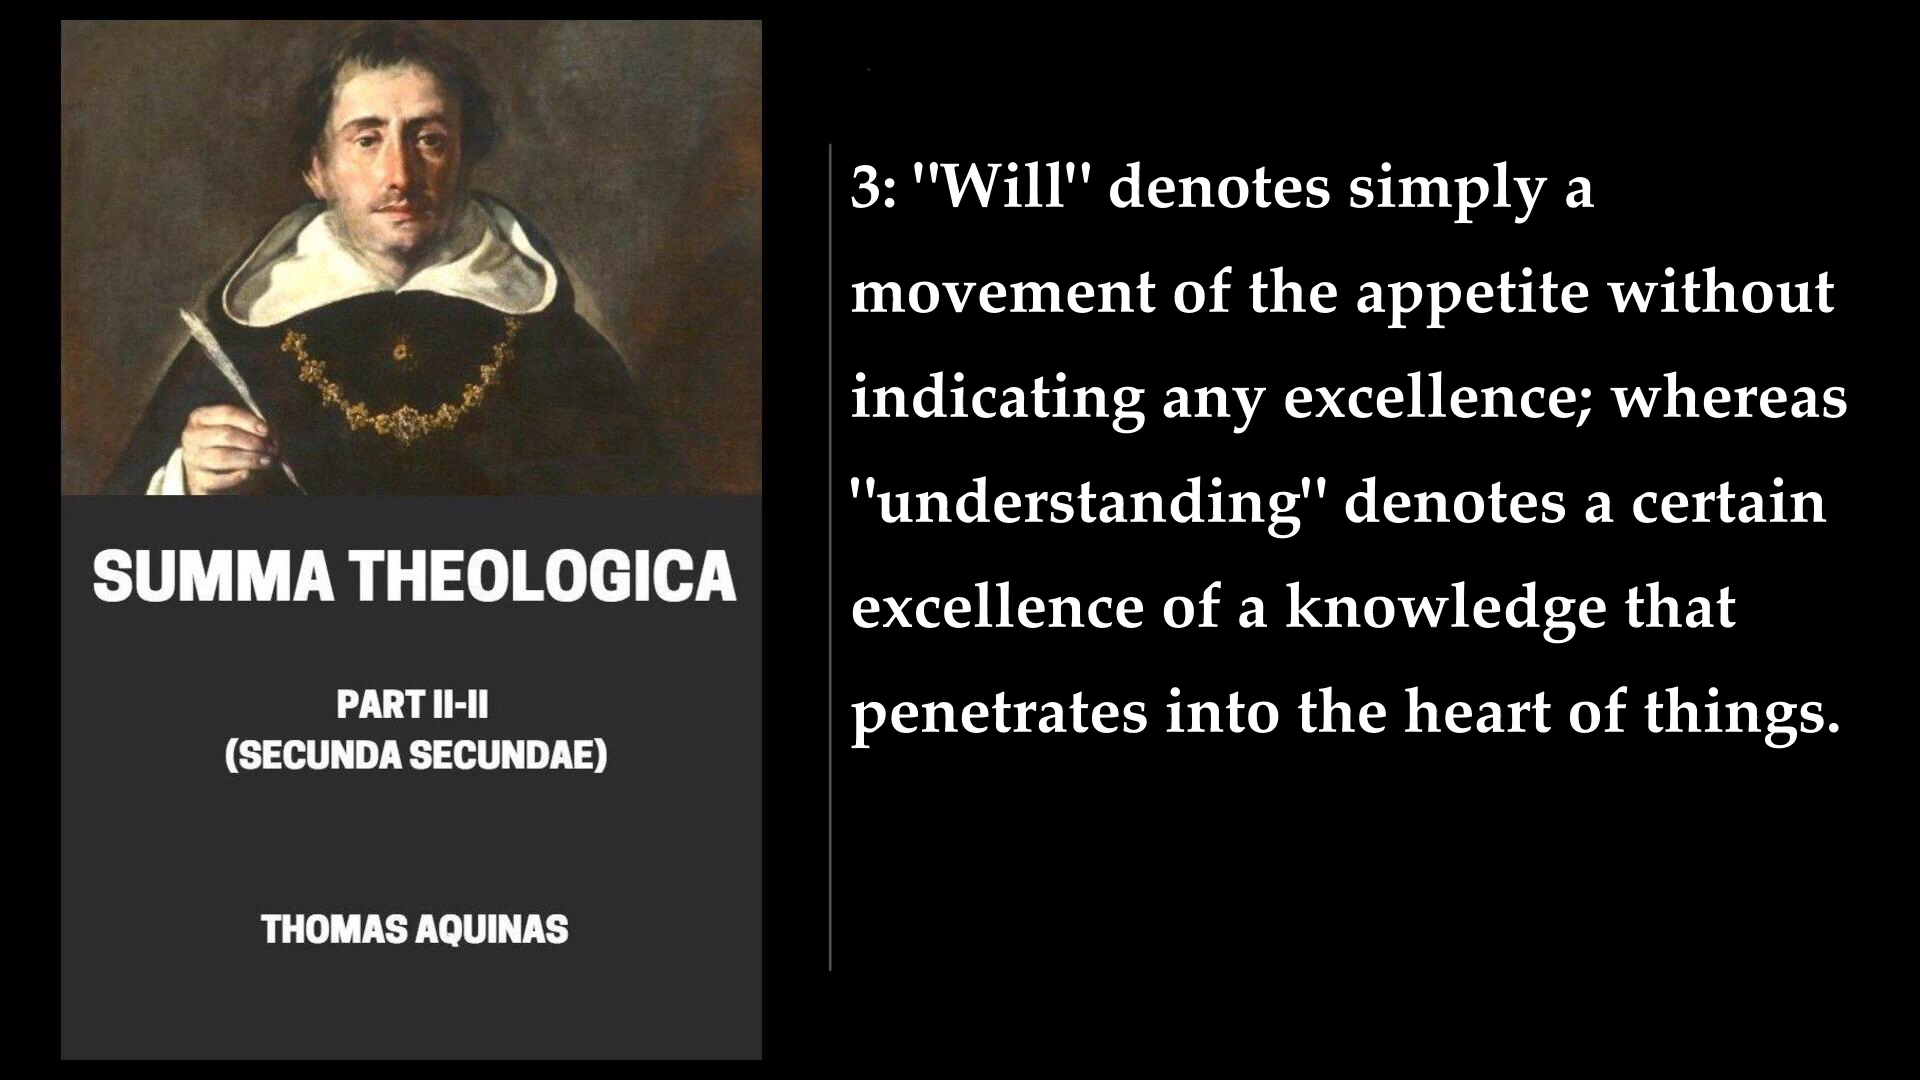 SUMMA THEOLOGICA
PART II-II
(SECUNDA SECUNDAE)
THOMAS AQUINAS
3: "Will" denotes simply a
movement of the appetite without
indicating any excellence; whereas
"understanding" denotes a certain
excellence of a knowledge that
penetrates into the heart of things.